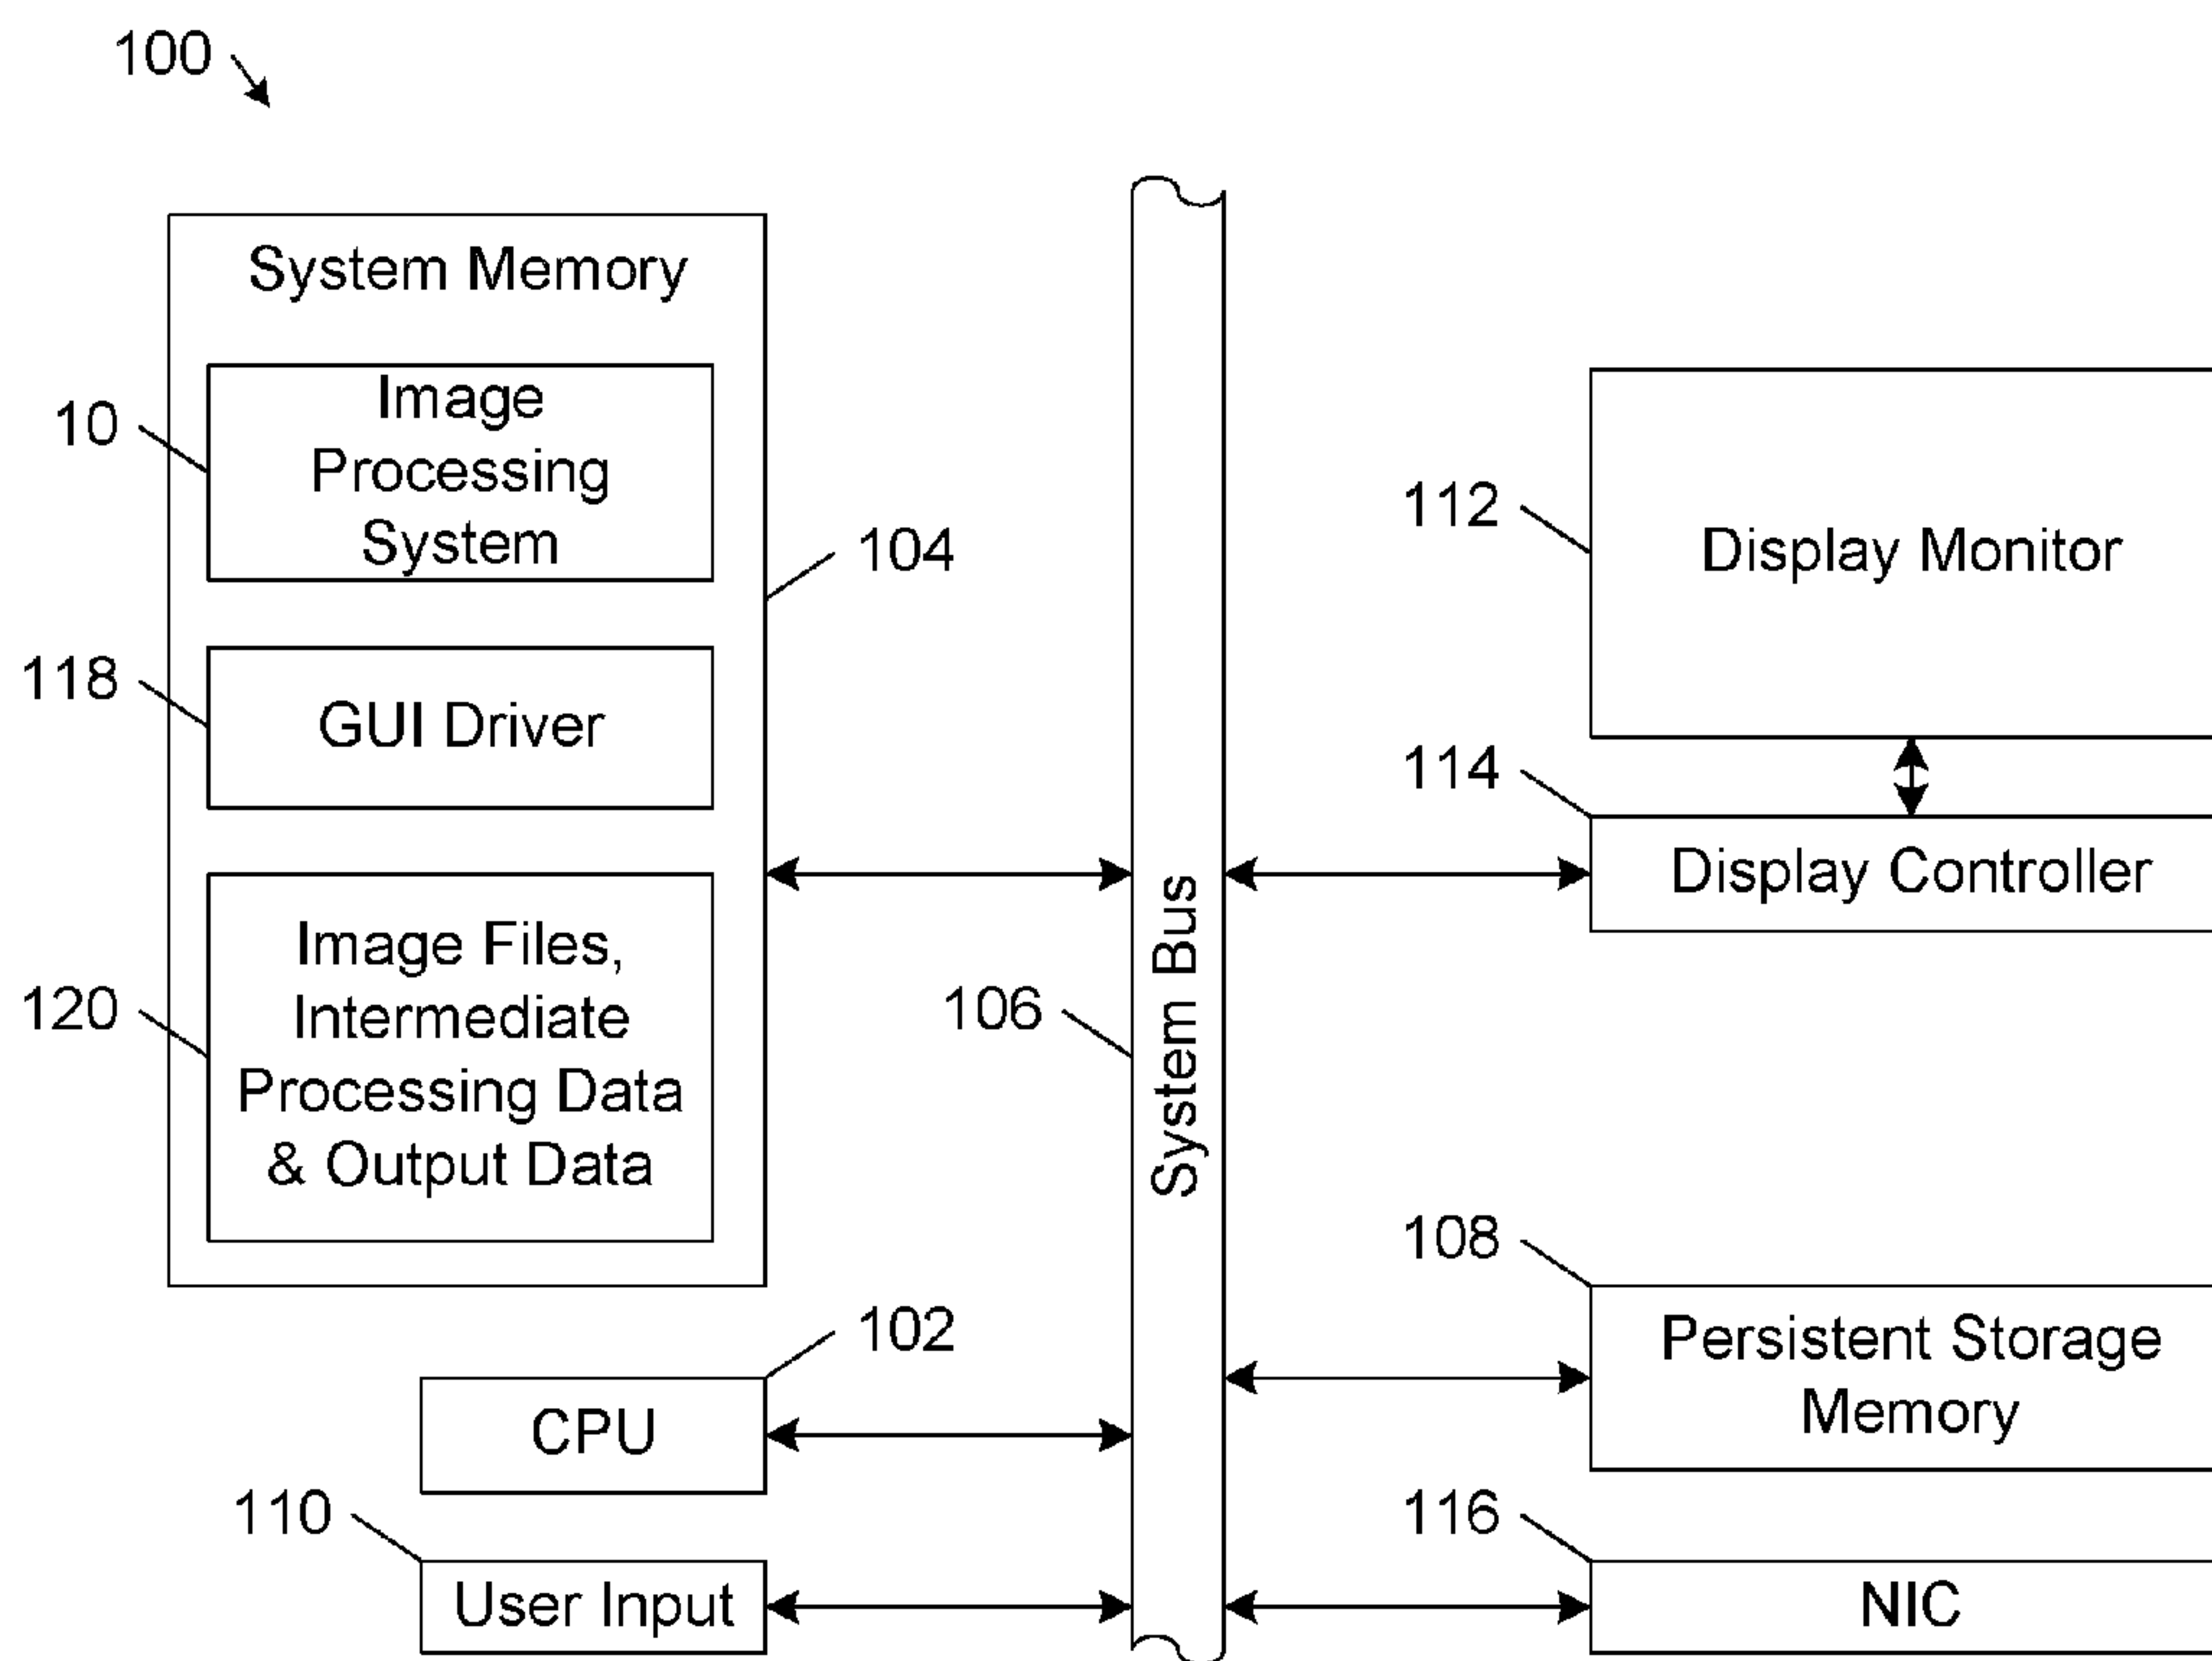 100
System Memory
10
Image
Processing
System
104
118
GUI Driver
120
Image Files,
Intermediate
Processing Data
& Output Data
102
CPU
110
User Input
106
System Bus
112
Display Monitor
114
Display Controller
108
Persistent Storage
Memory
116
NIC